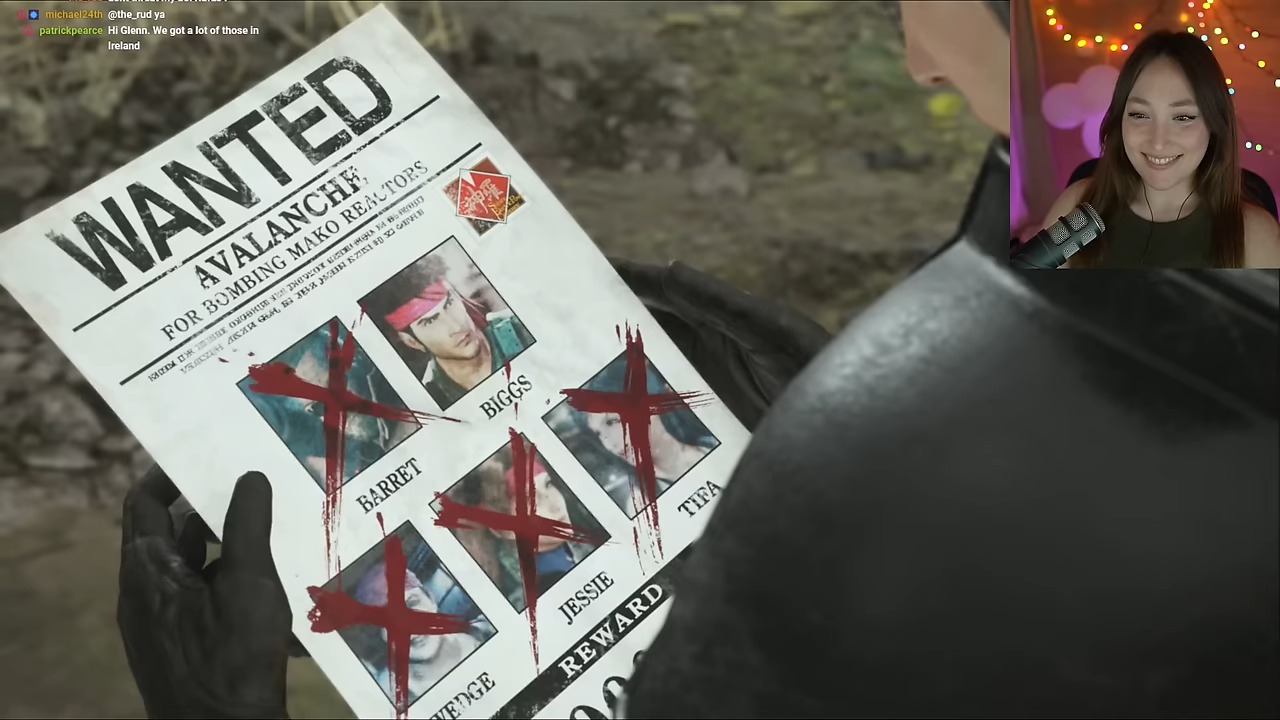 michael24th @the_rud ya
patrickpearce Hi Glenn. We got a lot of those in
Ireland
WANTED
AVALANCHE
FOR BOMBING MAKO REACTORS
BIGGS
BARRET
TIFA
JESSIE
WEDGE
REWARD